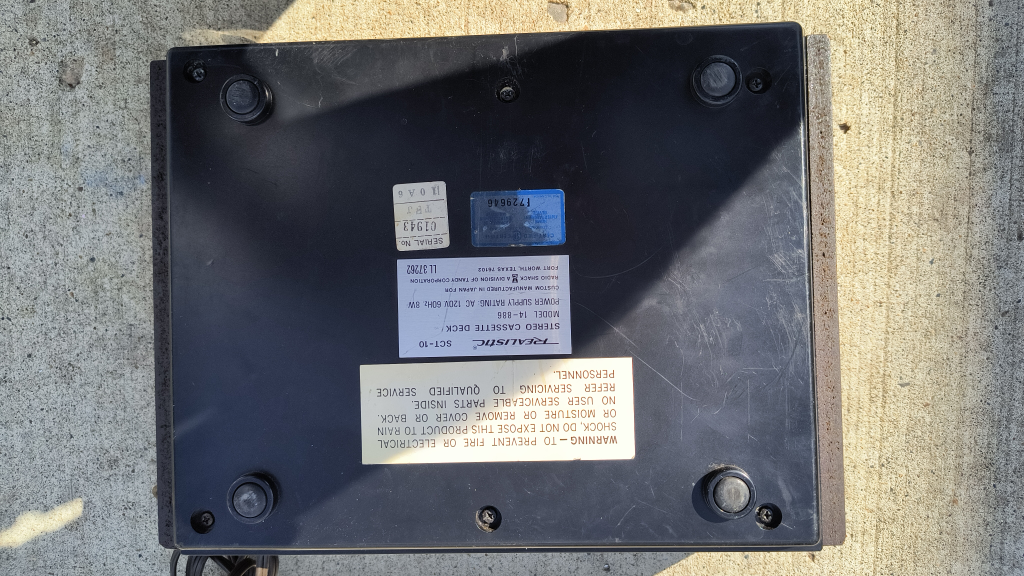 WARNING — TO PREVENT FIRE OR ELECTRICAL
SHOCK, DO NOT EXPOSE THIS PRODUCT TO RAIN
OR MOISTURE OR REMOVE COVER OR BACK.
NO USER SERVICEABLE PARTS INSIDE.
REFER SERVICING TO QUALIFIED SERVICE
PERSONNEL.
REALISTIC® SCT-10
STEREO CASSETTE DECK
MODEL 14-886
POWER SUPPLY RATING: AC 120V 60Hz 8W
CUSTOM MANUFACTURED IN JAPAN FOR
RADIO SHACK A DIVISION OF TANDY CORPORATION
FORT WORTH, TEXAS 76102 LL 37262
SERIAL No.
01943
10A6
1729646